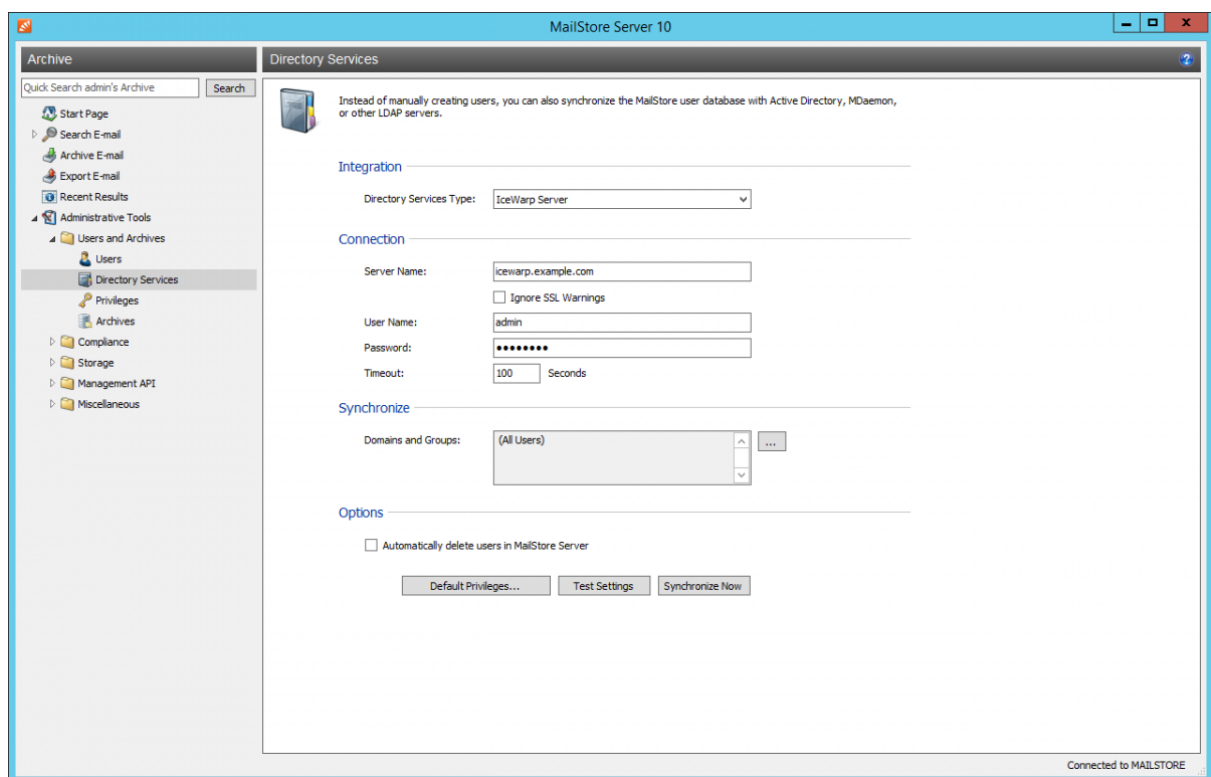 MailStore Server 10
Archive
Directory Services
Quick Search admin's Archive
Search
Start Page
Search E-mail
Archive E-mail
Export E-mail
Recent Results
Administrative Tools
Users and Archives
Users
Directory Services
Privileges
Archives
Compliance
Storage
Management API
Miscellaneous
Instead of manually creating users, you can also synchronize the MailStore user database with Active Directory, MDaemon,
or other LDAP servers.
Integration
Directory Services Type: IceWarp Server
Connection
Server Name: icewarp.example.com
Ignore SSL Warnings
User Name: admin
Password: ••••••••
Timeout: 100 Seconds
Synchronize
Domains and Groups: (All Users) ...
Options
Automatically delete users in MailStore Server
Default Privileges... Test Settings Synchronize Now
Connected to MAILSTORE